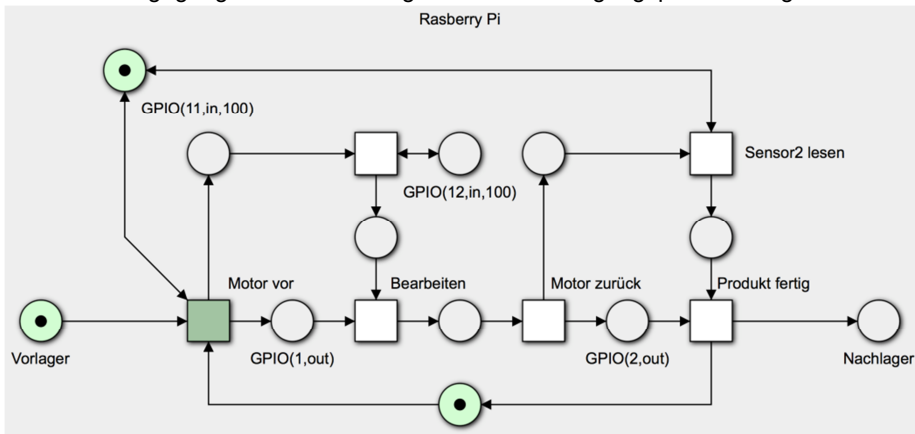 Rasberry Pi
GPIO(11,in,100)
Sensor2 lesen
GPIO(12,in,100)
Motor vor
Bearbeiten
Motor zurück
Produkt fertig
Vorlager
GPIO(1,out)
GPIO(2,out)
Nachlager